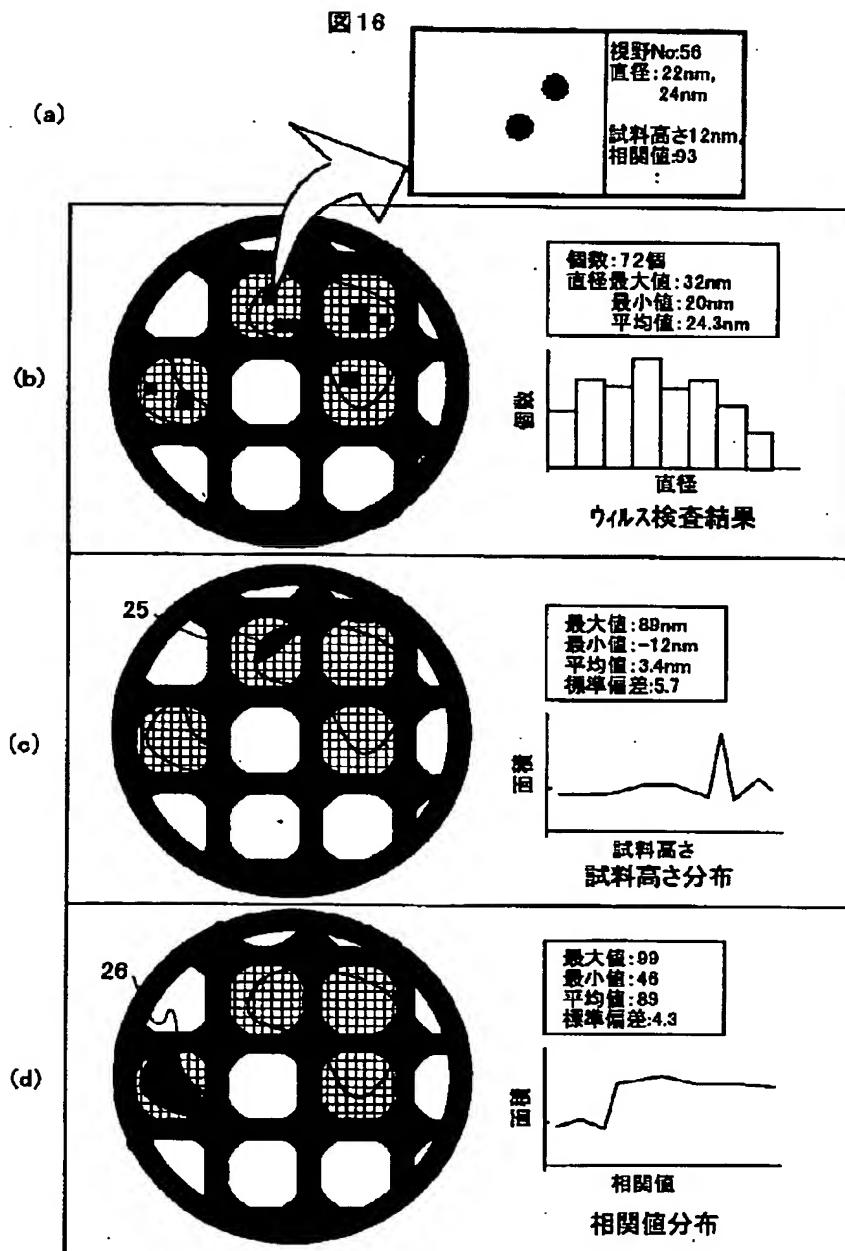 図16
(a)
視野No:56
直径:22nm,
24nm
試料高さ12nm,
相関値:93
:
(b)
個数:72個
直径最大値:32nm
最小値:20nm
平均値:24.3nm
個数
直径
ウィルス検査結果
(c)
25
最大値:89nm
最小値:-12nm
平均値:3.4nm
標準偏差:5.7
面積
試料高さ
試料高さ分布
(d)
26
最大値:99
最小値:46
平均値:89
標準偏差:4.3
面積
相関値
相関値分布